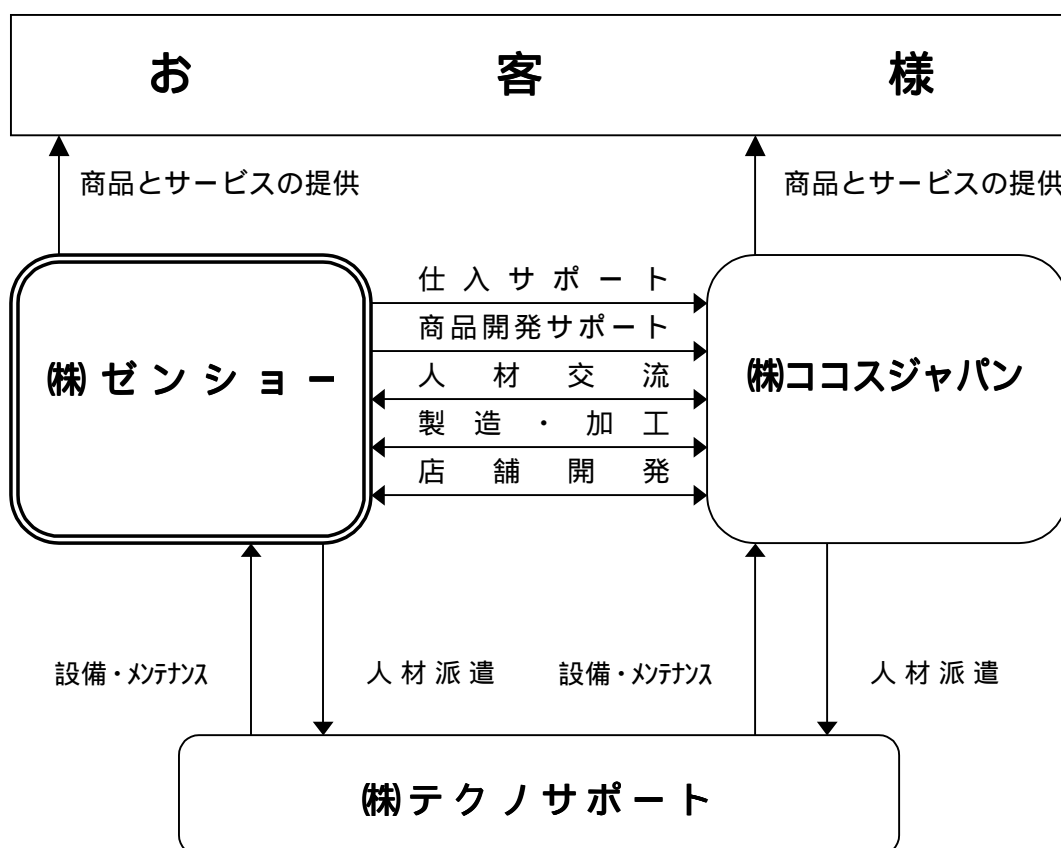 お客様
商品とサービスの提供
商品とサービスの提供
仕入サポート
商品開発サポート
人材交流
製造・加工
店舗開発
㈱ゼンショー
㈱ココスジャパン
設備・メンテナンス
人材派遣
設備・メンテナンス
人材派遣
㈱テクノサポート